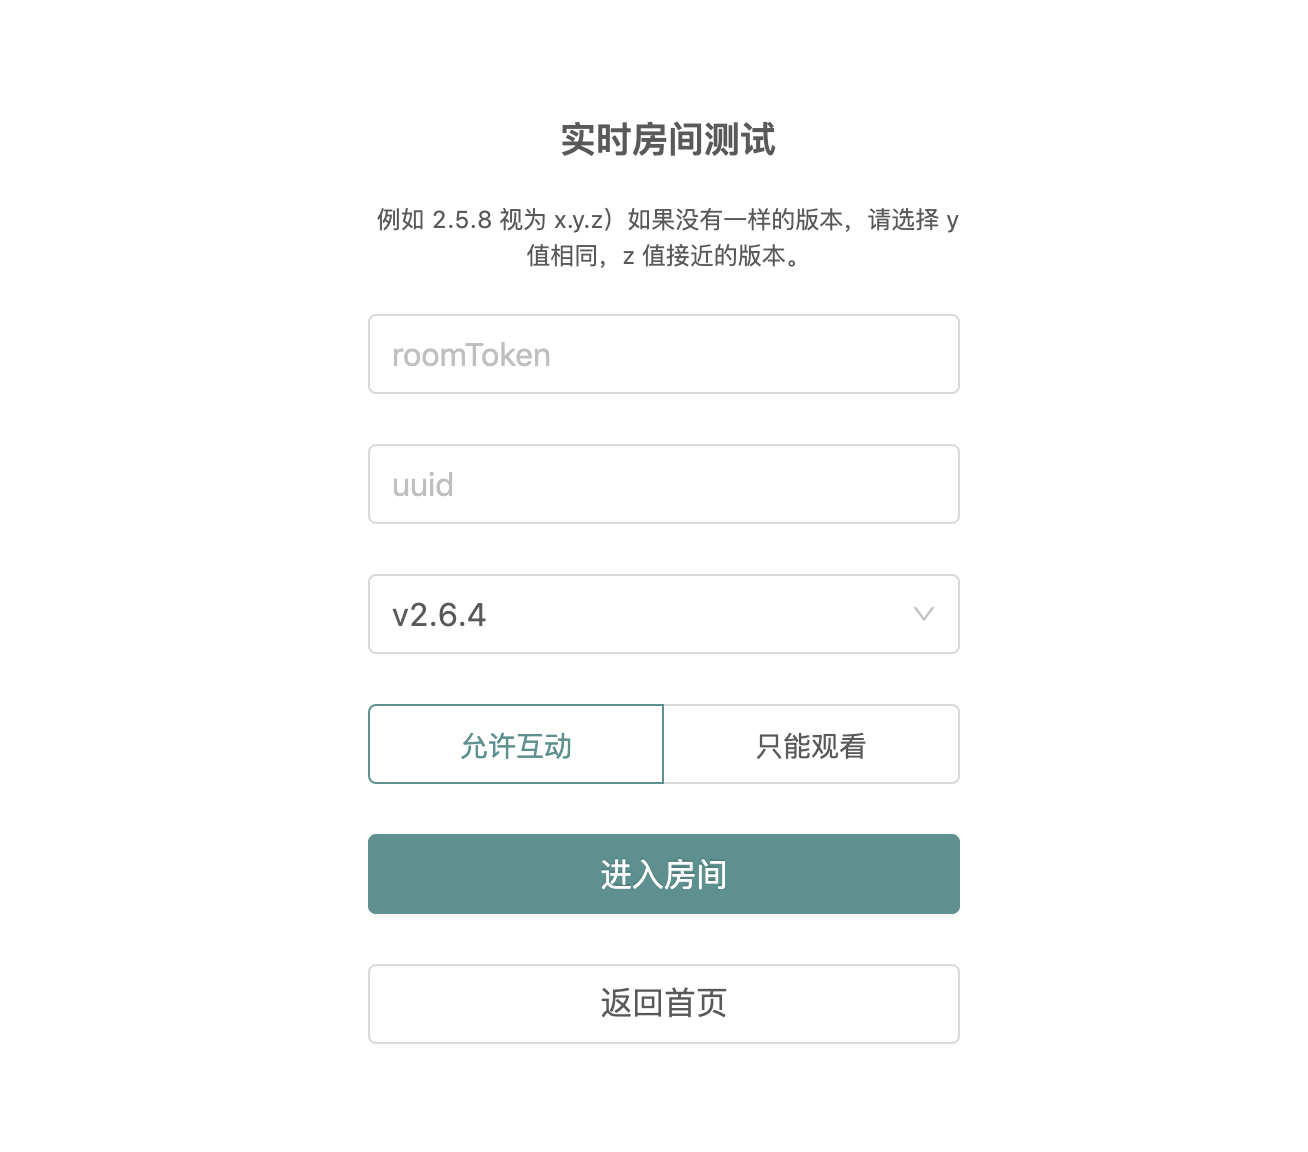 实时房间测试
例如 2.5.8 视为 x.y.z）如果没有一样的版本，请选择 y
值相同，z 值接近的版本。
roomToken
uuid
v2.6.4
允许互动 只能观看
进入房间
返回首页